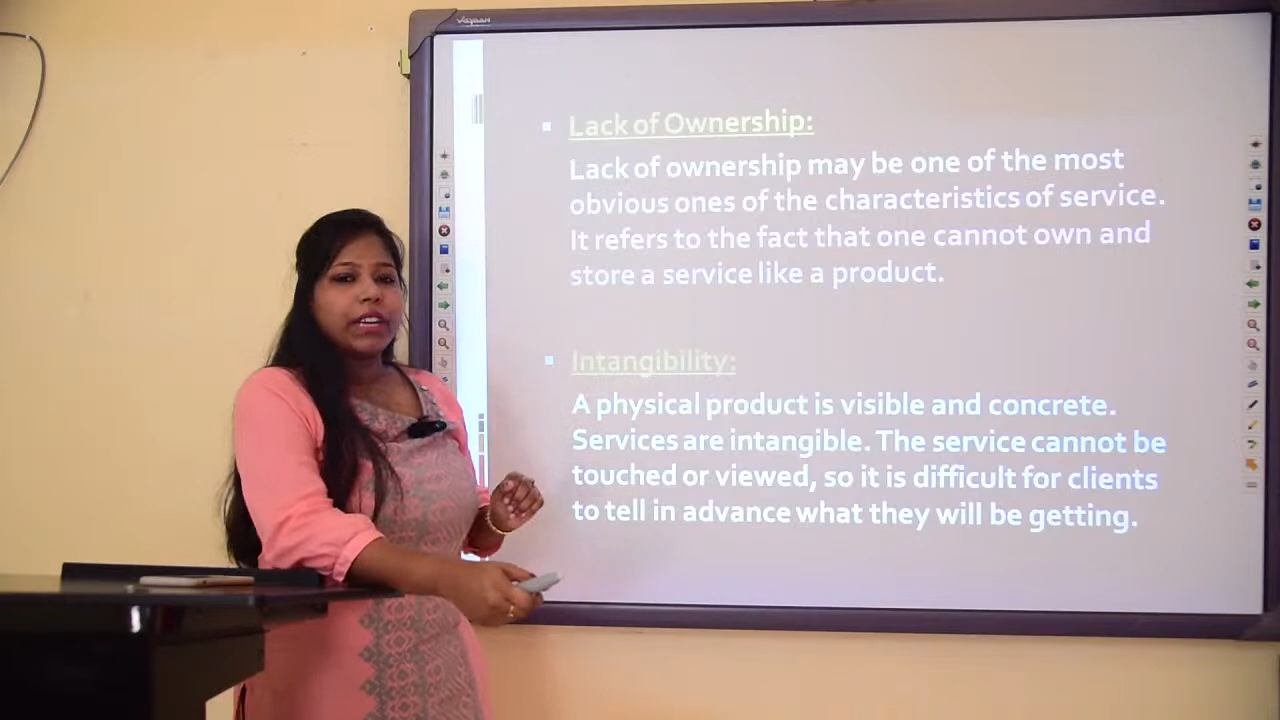 Lack of Ownership:
Lack of ownership may be one of the most
obvious ones of the characteristics of service.
It refers to the fact that one cannot own and
store a service like a product.
Intangibility:
A physical product is visible and concrete.
Services are intangible. The service cannot be
touched or viewed, so it is difficult for clients
to tell in advance what they will be getting.